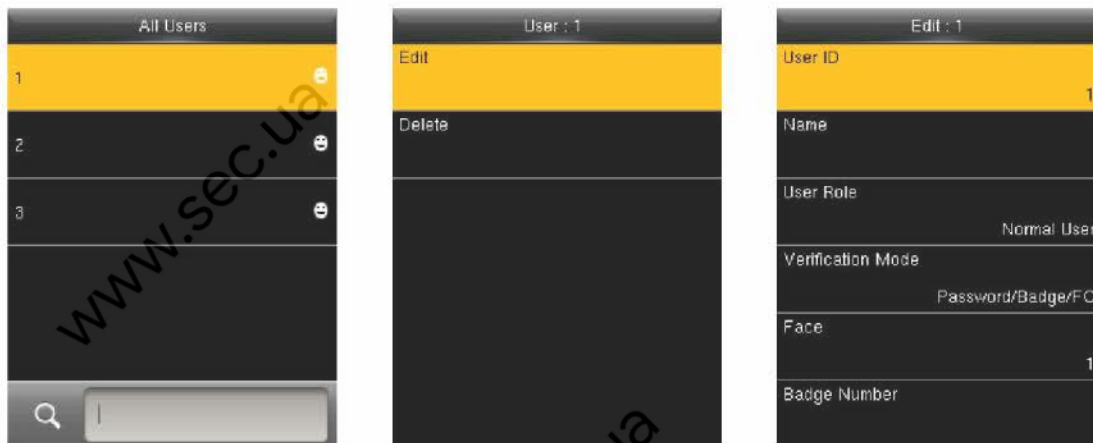 All Users
1
2
3
User : 1
Edit
Delete
Edit : 1
User ID
1
Name
User Role
Normal User
Verification Mode
Password/Badge/FC
Face
1
Badge Number
www.sec.ua